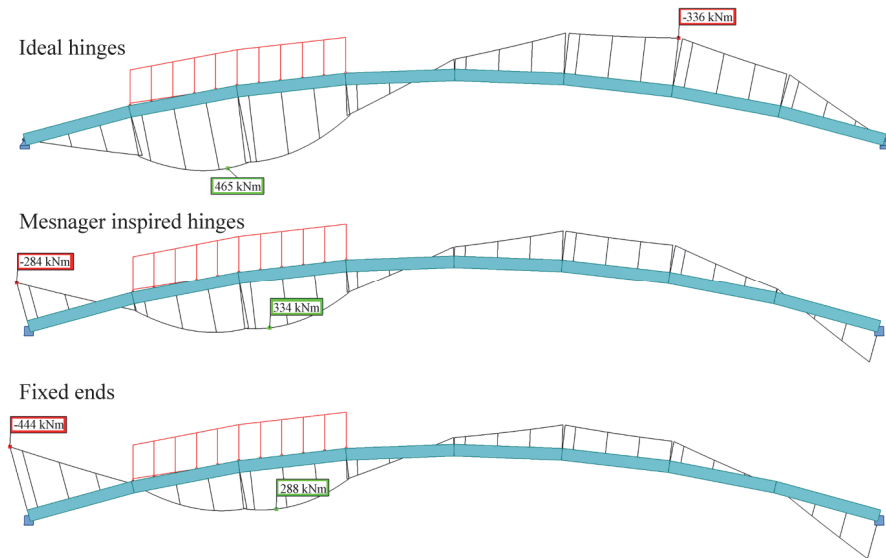 Ideal hinges
-336 kNm
465 kNm
Mesnager inspired hinges
-284 kNm
334 kNm
Fixed ends
-444 kNm
288 kNm